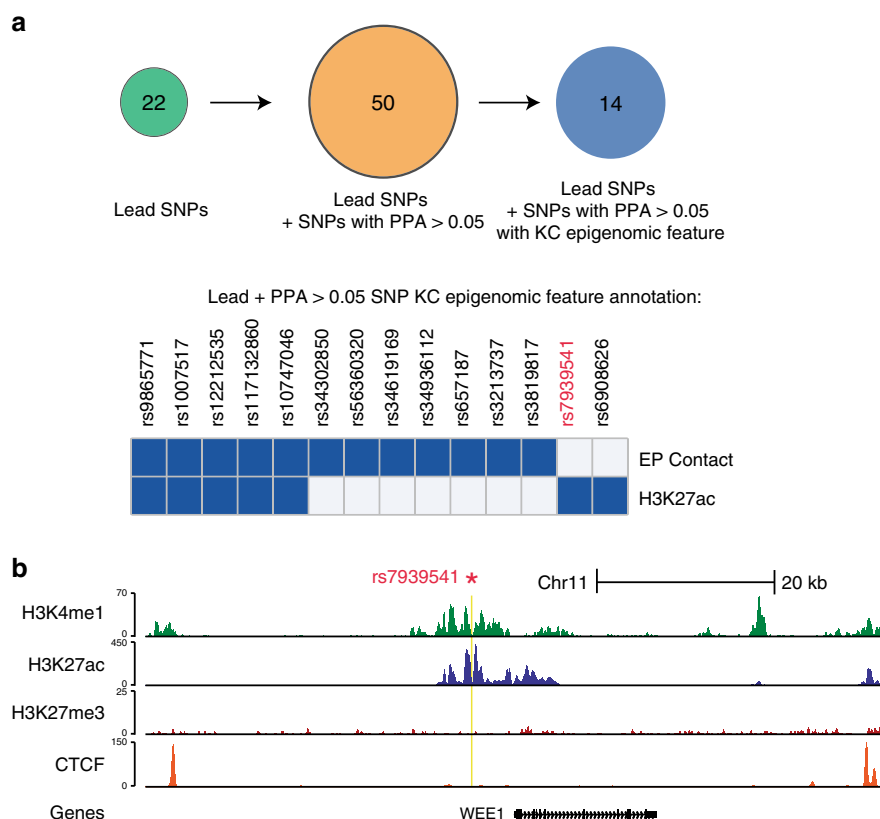 a
22
50
14
Lead SNPs
Lead SNPs
+ SNPs with PPA > 0.05
Lead SNPs
+ SNPs with PPA > 0.05
with KC epigenomic feature
Lead + PPA > 0.05 SNP KC epigenomic feature annotation:
rs9865771
rs1007517
rs12212535
rs117132860
rs10747046
rs34302850
rs56360320
rs34619169
rs34936112
rs657187
rs3213737
rs3819817
rs7939541
rs6908626
EP Contact
H3K27ac
b
rs7939541 *
Chr11
20 kb
H3K4me1
70
0
H3K27ac
450
0
H3K27me3
25
0
CTCF
150
0
Genes
WEE1